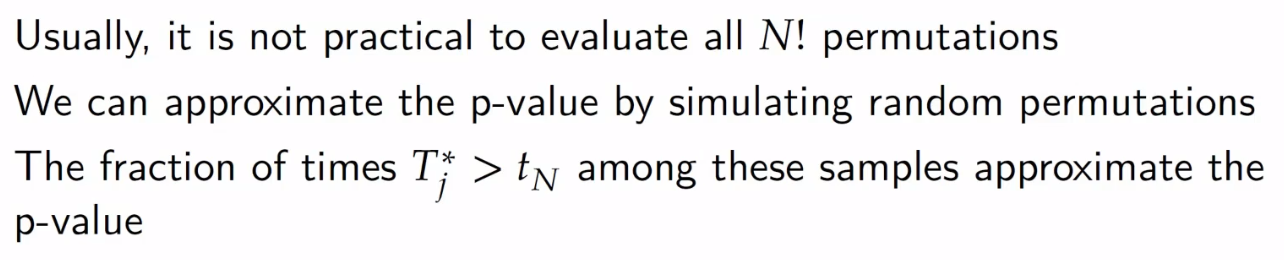 Usually, it is not practical to evaluate all N! permutations
We can approximate the p-value by simulating random permutations
The fraction of times T*_j > t_N among these samples approximate the
p-value